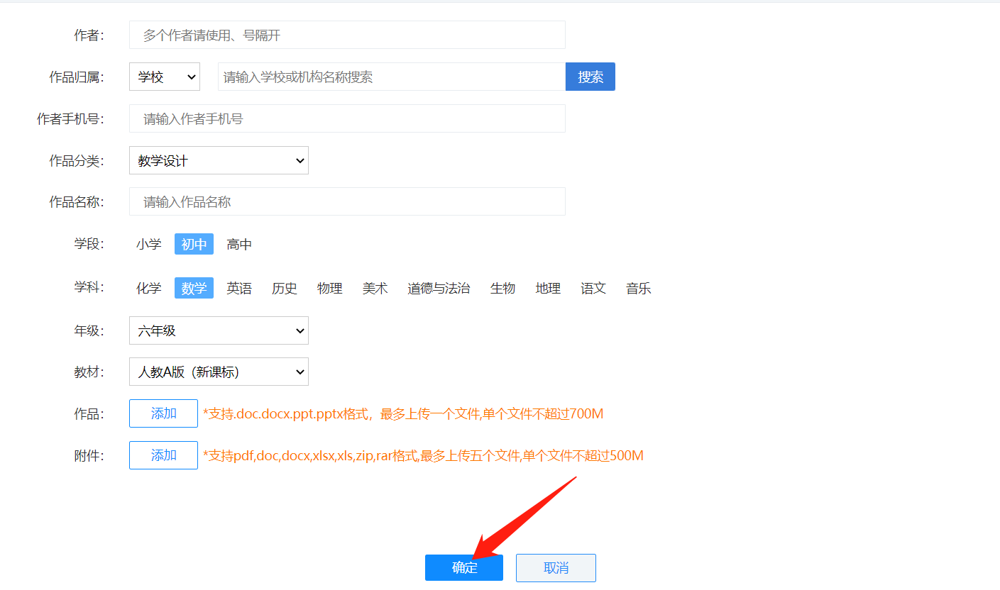 作者： 多个作者请使用、号隔开
作品归属： 学校 请输入学校或机构名称搜索 搜索
作者手机号： 请输入作者手机号
作品分类： 教学设计
作品名称： 请输入作品名称
学段： 小学 初中 高中
学科： 化学 数学 英语 历史 物理 美术 道德与法治 生物 地理 语文 音乐
年级： 六年级
教材： 人教A版（新课标）
作品： 添加 *支持.doc.docx.ppt.pptx格式，最多上传一个文件,单个文件不超过700M
附件： 添加 *支持pdf,doc,docx,xlsx,xls,zip,rar格式,最多上传五个文件,单个文件不超过500M
确定 取消